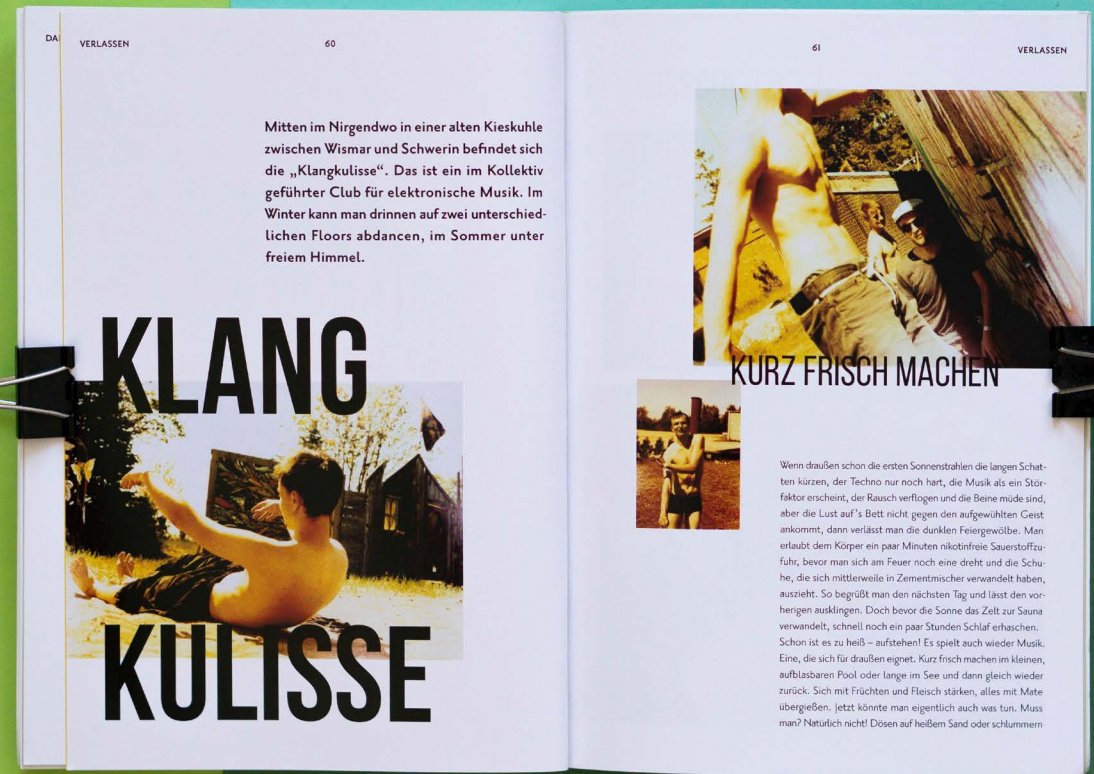 DA
VERLASSEN
60
Mitten im Nirgendwo in einer alten Kieskuhle
zwischen Wismar und Schwerin befindet sich
die „Klangkulisse“. Das ist ein im Kollektiv
geführter Club für elektronische Musik. Im
Winter kann man drinnen auf zwei unterschied-
lichen Floors abdancen, im Sommer unter
freiem Himmel.
KLANG
KULISSE
61
VERLASSEN
KURZ FRISCH MACHEN
Wenn draußen schon die ersten Sonnenstrahlen die langen Schat-
ten kürzen, der Techno nur noch hart, die Musik als ein Stör-
faktor erscheint, der Rausch verflogen und die Beine müde sind,
aber die Lust auf's Bett nicht gegen den aufgewühlten Geist
ankommt, dann verlässt man die dunklen Feiergewölbe. Man
erlaubt dem Körper ein paar Minuten nikotinfreie Sauerstoffzu-
fuhr, bevor man sich am Feuer noch eine dreht und die Schu-
he, die sich mittlerweile in Zementmischer verwandelt haben,
auszieht. So begrüßt man den nächsten Tag und lässt den vor-
herigen ausklingen. Doch bevor die Sonne das Zelt zur Sauna
verwandelt, schnell noch ein paar Stunden Schlaf erhaschen.
Schon ist es zu heiß – aufstehen! Es spielt auch wieder Musik.
Eine, die sich für draußen eignet. Kurz frisch machen im kleinen,
aufblasbaren Pool oder lange im See und dann gleich wieder
zurück. Sich mit Früchten und Fleisch stärken, alles mit Mate
übergießen. Jetzt könnte man eigentlich auch was tun. Muss
man? Natürlich nicht! Dösen auf heißem Sand oder schlummern